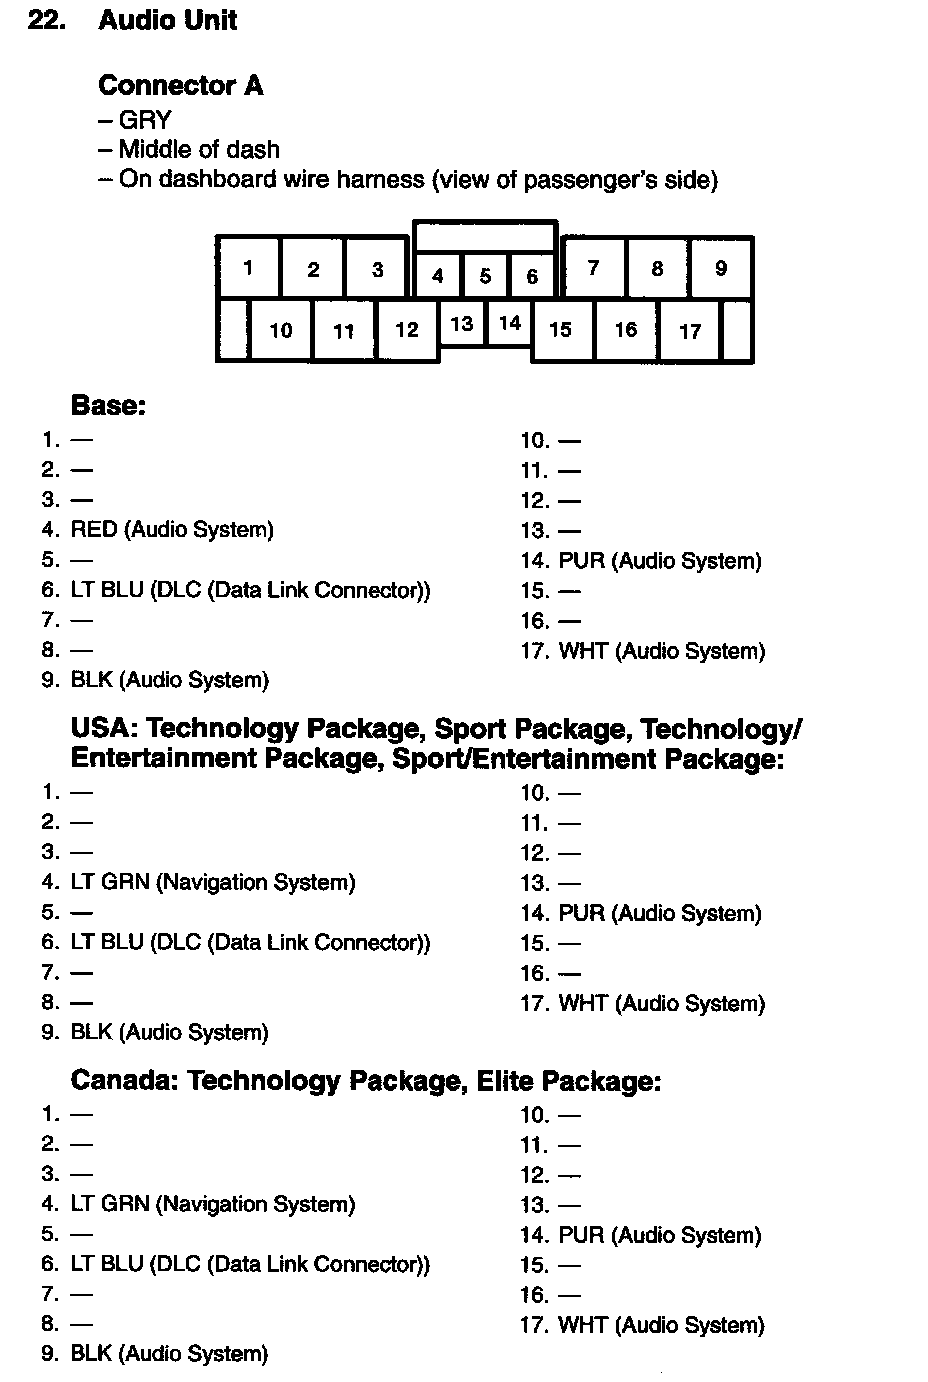 22. Audio Unit
Connector A
– GRY
– Middle of dash
– On dashboard wire harness (view of passenger's side)
1 2 3 4 5 6 7 8 9
10 11 12 13 14 15 16 17
Base:
1. —
2. —
3. —
4. RED (Audio System)
5. —
6. LT BLU (DLC (Data Link Connector))
7. —
8. —
9. BLK (Audio System)
10. —
11. —
12. —
13. —
14. PUR (Audio System)
15. —
16. —
17. WHT (Audio System)
USA: Technology Package, Sport Package, Technology/
Entertainment Package, Sport/Entertainment Package:
1. —
2. —
3. —
4. LT GRN (Navigation System)
5. —
6. LT BLU (DLC (Data Link Connector))
7. —
8. —
9. BLK (Audio System)
10. —
11. —
12. —
13. —
14. PUR (Audio System)
15. —
16. —
17. WHT (Audio System)
Canada: Technology Package, Elite Package:
1. —
2. —
3. —
4. LT GRN (Navigation System)
5. —
6. LT BLU (DLC (Data Link Connector))
7. —
8. —
9. BLK (Audio System)
10. —
11. —
12. —
13. —
14. PUR (Audio System)
15. —
16. —
17. WHT (Audio System)